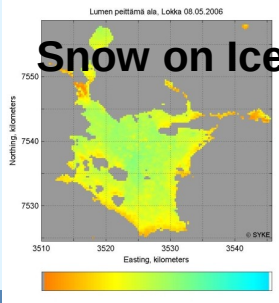 Lumen peittämä ala, Lokka 08.05.2006
Snow on Ice
7550
7540
7530
Northing, kilometers
© SYKE
3510 3520 3530 3540
Easting, kilometers